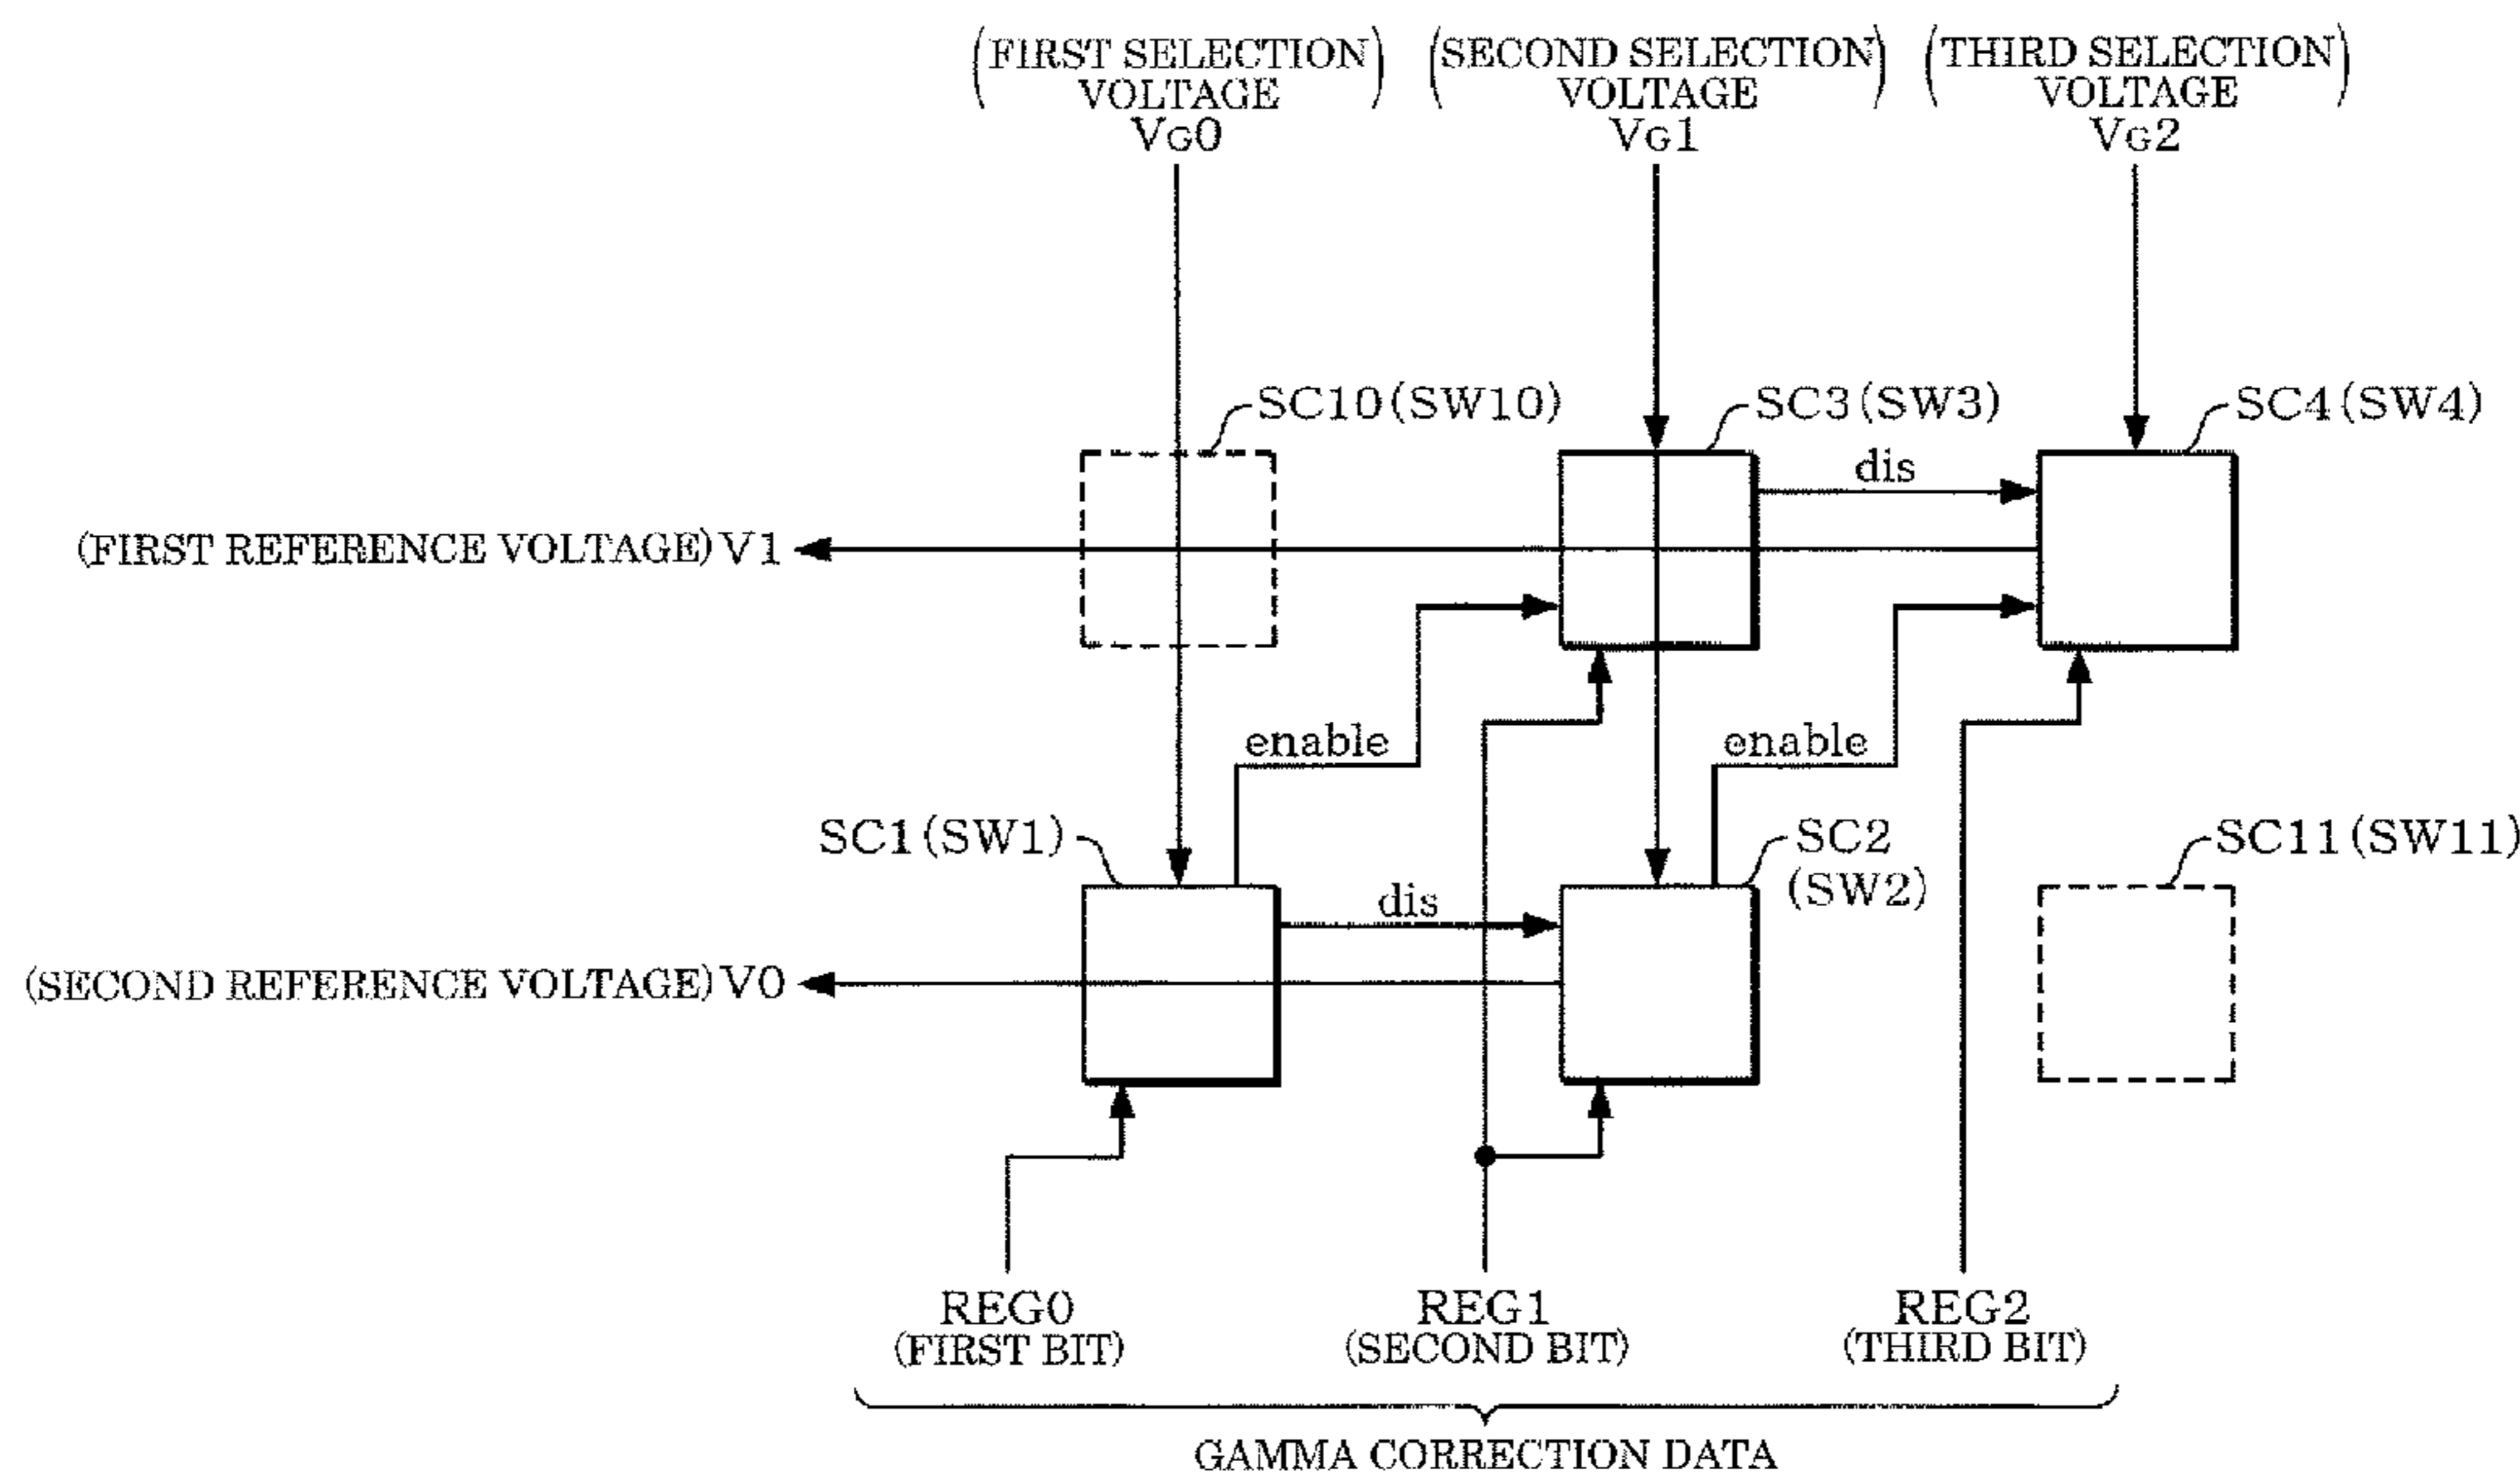 (FIRST SELECTION VOLTAGE)
VG0
(SECOND SELECTION VOLTAGE)
VG1
(THIRD SELECTION VOLTAGE)
VG2
SC10(SW10)
SC3(SW3)
SC4(SW4)
dis
(FIRST REFERENCE VOLTAGE) V1
enable
enable
SC1(SW1)
SC2
(SW2)
SC11(SW11)
dis
(SECOND REFERENCE VOLTAGE) V0
REG0
(FIRST BIT)
REG1
(SECOND BIT)
REG2
(THIRD BIT)
GAMMA CORRECTION DATA